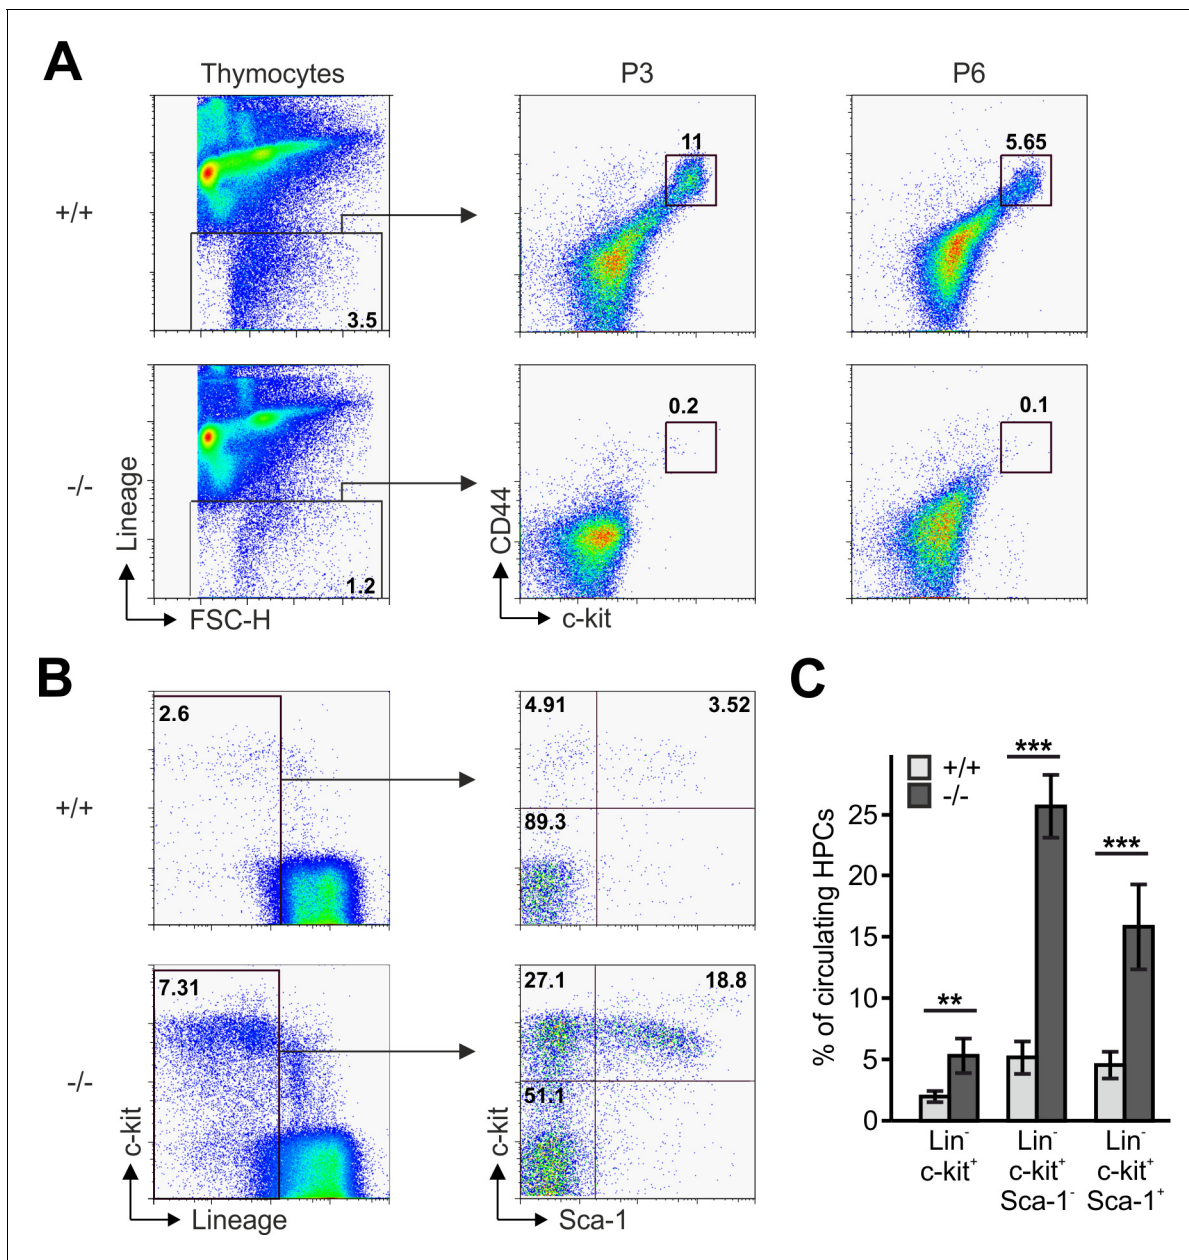 A
Thymocytes
P3
P6
+/+
3.5
11
5.65
-/-
Lineage
FSC-H
1.2
CD44
c-kit
0.2
0.1
B
+/+
2.6
4.91
3.52
89.3
-/-
7.31
c-kit
Lineage
27.1
18.8
51.1
c-kit
Sca-1
C
+/+
-/-
% of circulating HPCs
25
20
15
10
5
0
**
***
***
Lin⁻
c-kit⁺
Lin⁻
c-kit⁺
Sca-1⁻
Lin⁻
c-kit⁺
Sca-1⁺